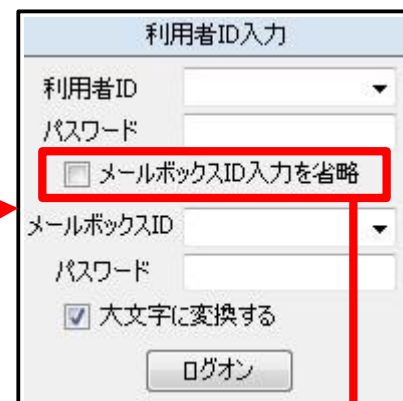 利用者ID入力
利用者ID
パスワード
メールボックスID入力を省略
メールボックスID
パスワード
大文字に変換する
ログオン